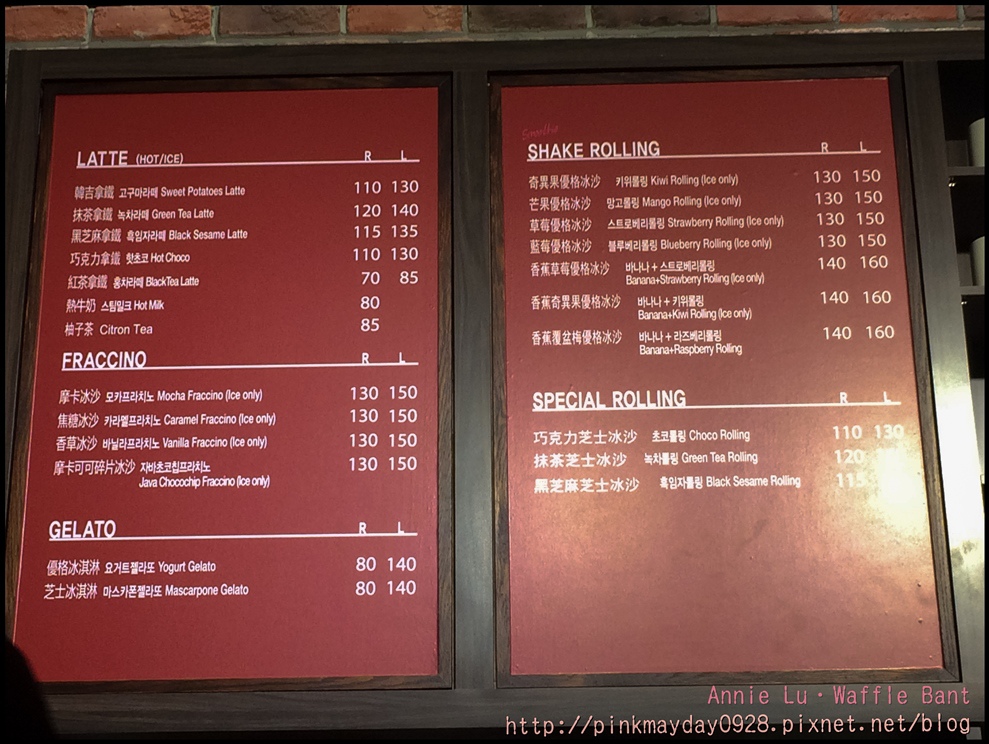 LATTE (HOT/ICE) R L
韓吉拿鐵 고구마라떼 Sweet Potatoes Latte 110 130
抹茶拿鐵 녹차라떼 Green Tea Latte 120 140
黑芝麻拿鐵 흑임자라떼 Black Sesame Latte 115 135
巧克力拿鐵 핫초코 Hot Choco 110 130
紅茶拿鐵 홍차라떼 BlackTea Latte 70 85
熱牛奶 스팀밀크 Hot Milk 80
柚子茶 Citron Tea 85
FRACCINO R L
摩卡冰沙 모카프라치노 Mocha Fraccino (Ice only) 130 150
焦糖冰沙 카라멜프라치노 Caramel Fraccino (Ice only) 130 150
香草冰沙 바닐라프라치노 Vanilla Fraccino (Ice only) 130 150
摩卡可可碎片冰沙 자바초코칩프라치노 130 150
Java Chocochip Fraccino (Ice only)
GELATO R L
優格冰淇淋 요거트젤라또 Yogurt Gelato 80 140
芝士冰淇淋 마스카폰젤라또 Mascarpone Gelato 80 140
Smoothie
SHAKE ROLLING R L
奇異果優格冰沙 키위롤링 Kiwi Rolling (Ice only) 130 150
芒果優格冰沙 망고롤링 Mango Rolling (Ice only) 130 150
草莓優格冰沙 스트로베리롤링 Strawberry Rolling (Ice only) 130 150
藍莓優格冰沙 블루베리롤링 Blueberry Rolling (Ice only) 130 150
香蕉草莓優格冰沙 바나나 + 스트로베리롤링 140 160
Banana+Strawberry Rolling (Ice only)
香蕉奇異果優格冰沙 바나나 + 키위롤링 140 160
Banana+Kiwi Rolling (Ice only)
香蕉覆盆梅優格冰沙 바나나 + 라즈베리롤링 140 160
Banana+Raspberry Rolling
SPECIAL ROLLING R L
巧克力芝士冰沙 초코롤링 Choco Rolling 110 130
抹茶芝士冰沙 녹차롤링 Green Tea Rolling 120
黑芝麻芝士冰沙 흑임자롤링 Black Sesame Rolling 115
Annie Lu・Waffle Bant
http://pinkmayday0928.pixnet.net/blog